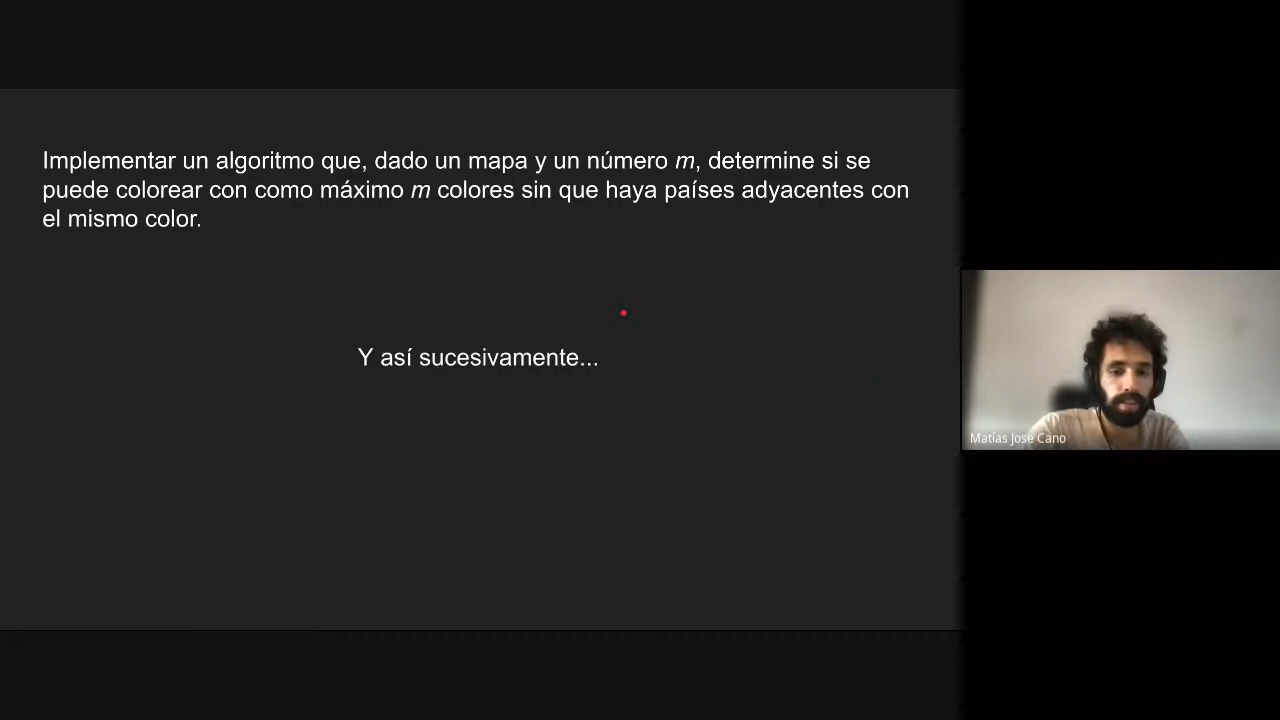 Implementar un algoritmo que, dado un mapa y un número m, determine si se
puede colorear con como máximo m colores sin que haya países adyacentes con
el mismo color.
Y así sucesivamente...
Matías José Cano